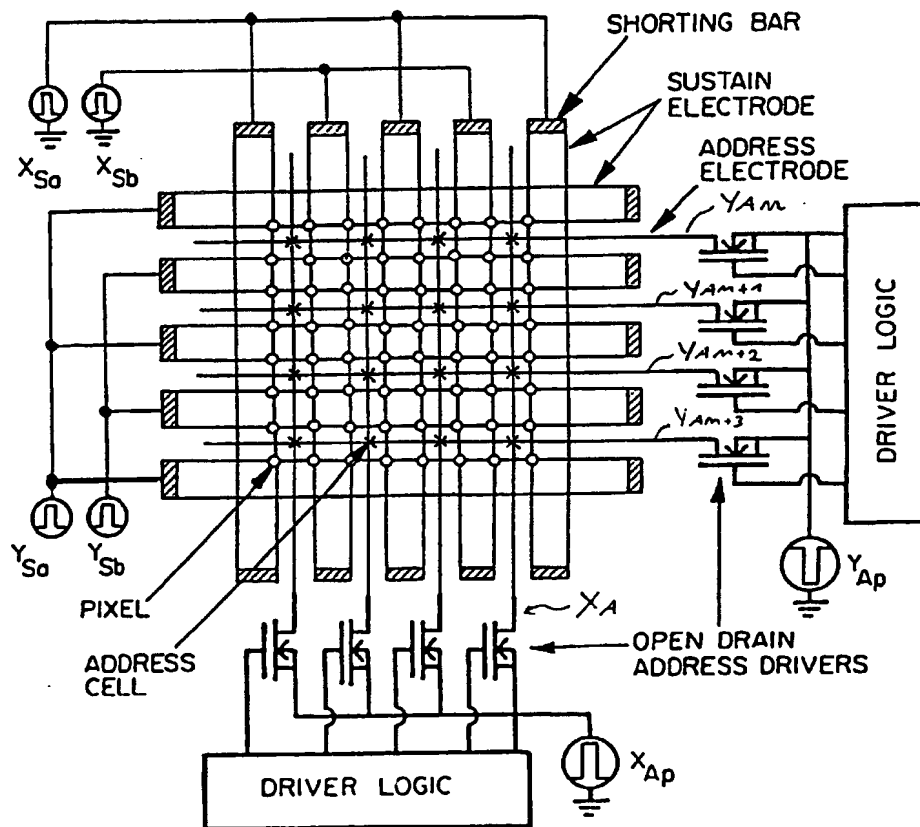 SHORTING BAR
SUSTAIN
ELECTRODE
X_Sa
X_Sb
ADDRESS
ELECTRODE
Y_Am
Y_Am+1
Y_Am+2
Y_Am+3
DRIVER LOGIC
Y_Sa
Y_Sb
Y_Ap
PIXEL
X_A
ADDRESS
CELL
OPEN DRAIN
ADDRESS DRIVERS
X_Ap
DRIVER LOGIC